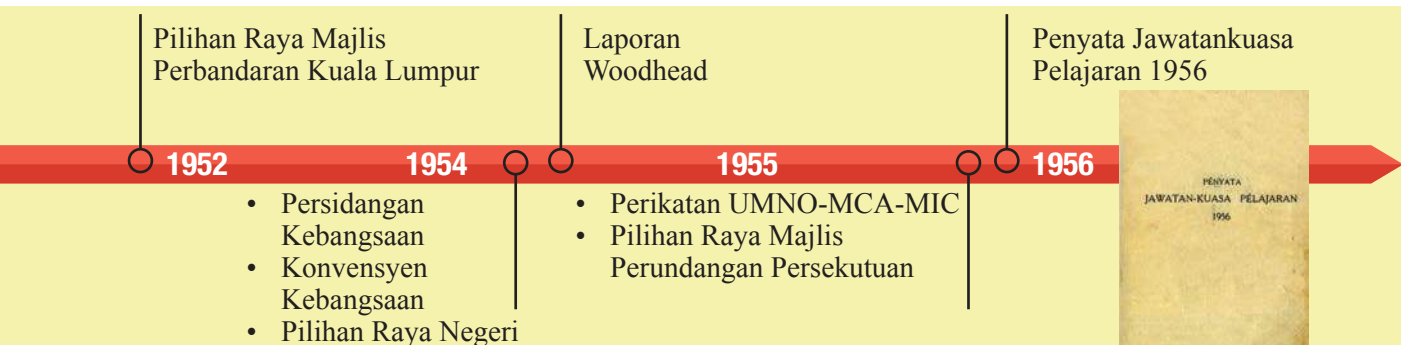 Pilihan Raya Majlis
Perbandaran Kuala Lumpur
Laporan
Woodhead
Penyata Jawatankuasa
Pelajaran 1956
1952
1954
1955
1956
• Persidangan
Kebangsaan
• Konvensyen
Kebangsaan
• Pilihan Raya Negeri
• Perikatan UMNO-MCA-MIC
• Pilihan Raya Majlis
Perundangan Persekutuan
PENYATA
JAWATAN-KUASA PELAJARAN
1956